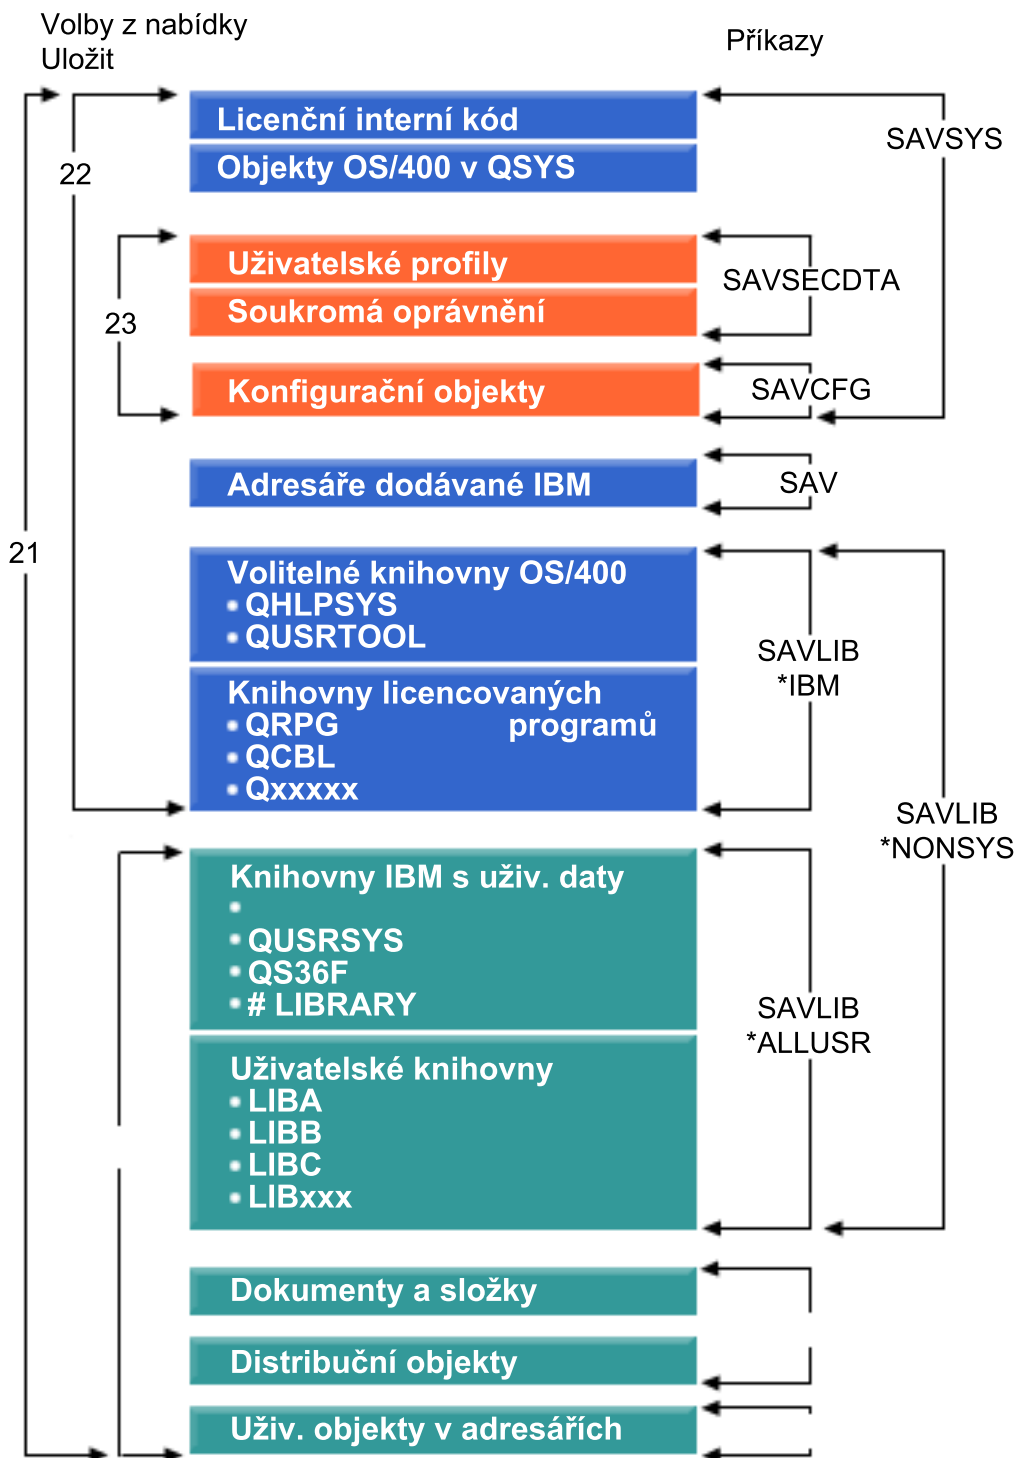 Volby z nabídky
Uložit
Příkazy
Licenční interní kód
Objekty OS/400 v QSYS
SAVSYS
22
Uživatelské profily
Soukromá oprávnění
SAVSECDTA
23
Konfigurační objekty
SAVCFG
Adresáře dodávané IBM
SAV
21
Volitelné knihovny OS/400
• QHLPSYS
• QUSRTOOL
SAVLIB
*IBM
Knihovny licencovaných
• QRPG programů
• QCBL
• Qxxxxx
SAVLIB
*NONSYS
Knihovny IBM s uživ. daty
•
• QUSRSYS
• QS36F
• # LIBRARY
SAVLIB
*ALLUSR
Uživatelské knihovny
• LIBA
• LIBB
• LIBC
• LIBxxx
Dokumenty a složky
Distribuční objekty
Uživ. objekty v adresářích